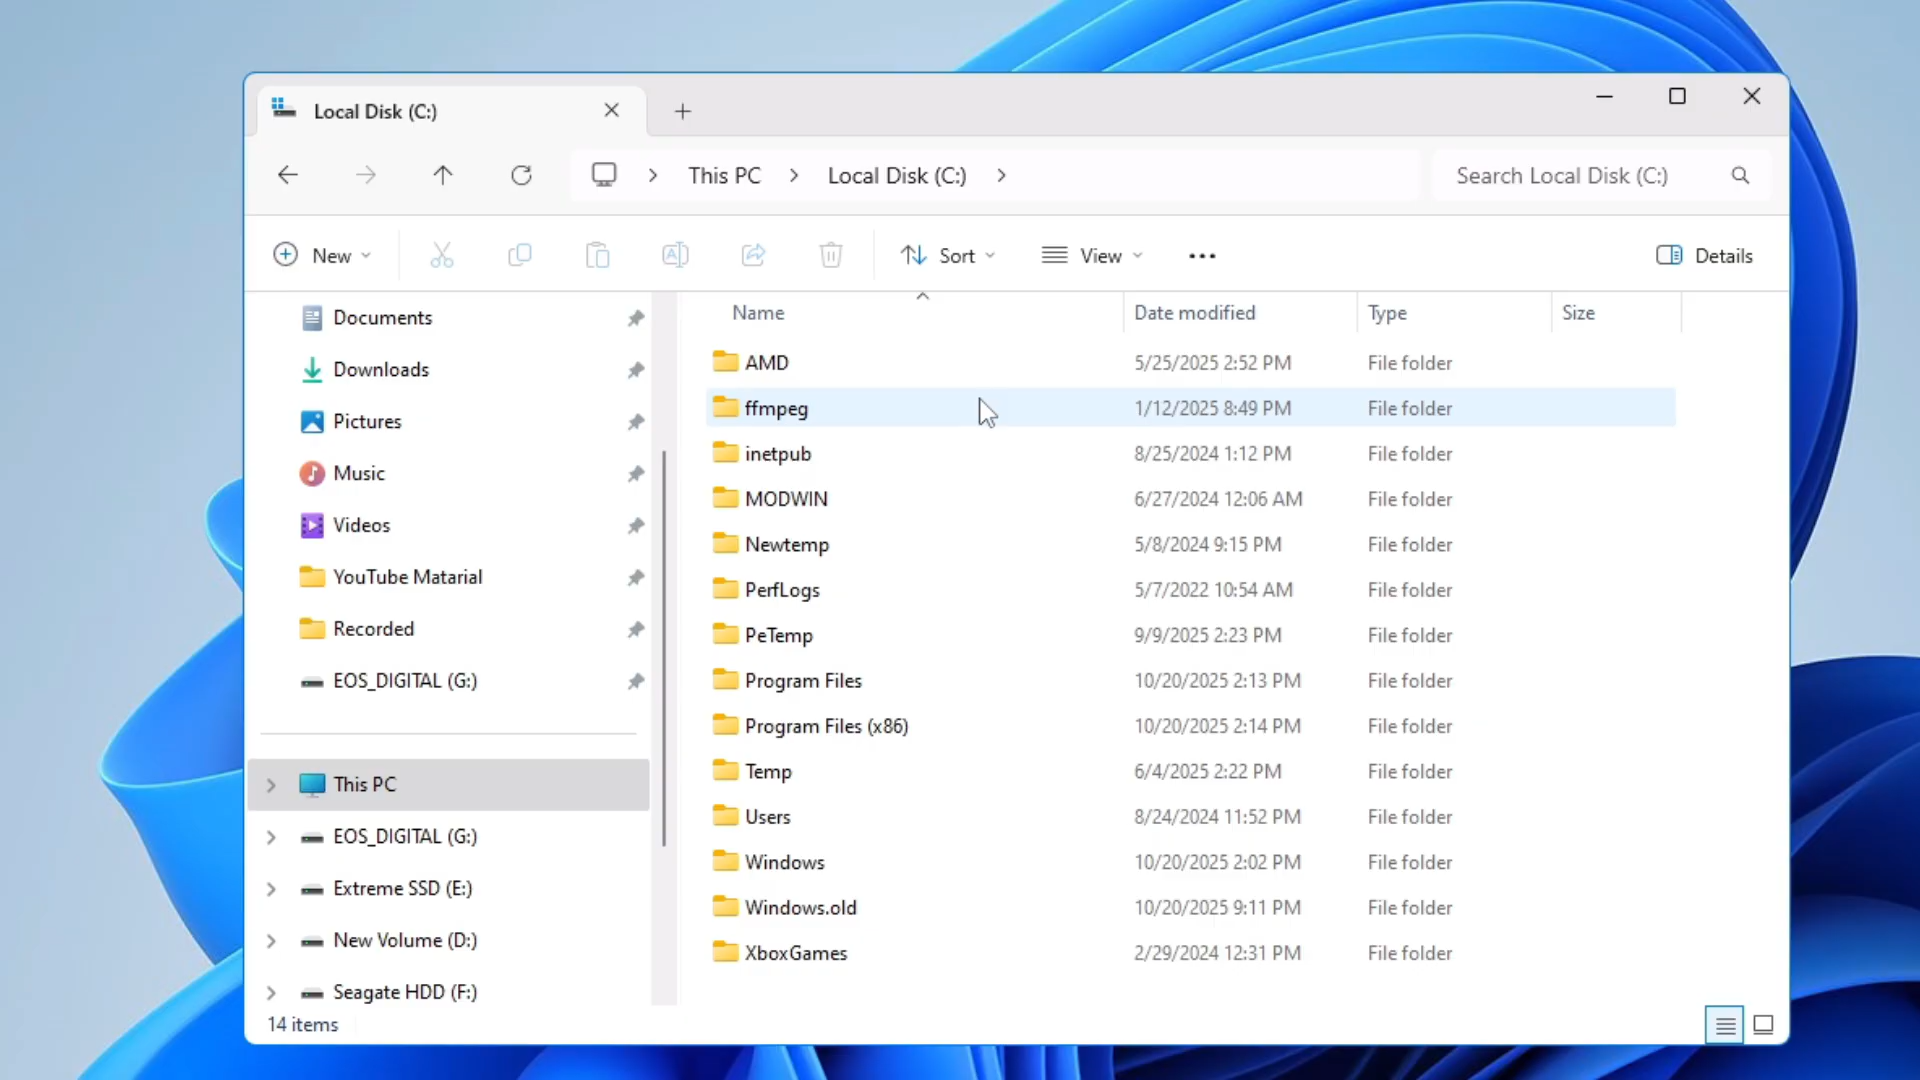 Local Disk (C:)
This PC > Local Disk (C:) >
Search Local Disk (C:)
New
Sort
View
Details
Documents
Downloads
Pictures
Music
Videos
YouTube Matarial
Recorded
EOS_DIGITAL (G:)
This PC
EOS_DIGITAL (G:)
Extreme SSD (E:)
New Volume (D:)
Seagate HDD (F:)
Name Date modified Type Size
AMD 5/25/2025 2:52 PM File folder
ffmpeg 1/12/2025 8:49 PM File folder
inetpub 8/25/2024 1:12 PM File folder
MODWIN 6/27/2024 12:06 AM File folder
Newtemp 5/8/2024 9:15 PM File folder
PerfLogs 5/7/2022 10:54 AM File folder
PeTemp 9/9/2025 2:23 PM File folder
Program Files 10/20/2025 2:13 PM File folder
Program Files (x86) 10/20/2025 2:14 PM File folder
Temp 6/4/2025 2:22 PM File folder
Users 8/24/2024 11:52 PM File folder
Windows 10/20/2025 2:02 PM File folder
Windows.old 10/20/2025 9:11 PM File folder
XboxGames 2/29/2024 12:31 PM File folder
14 items